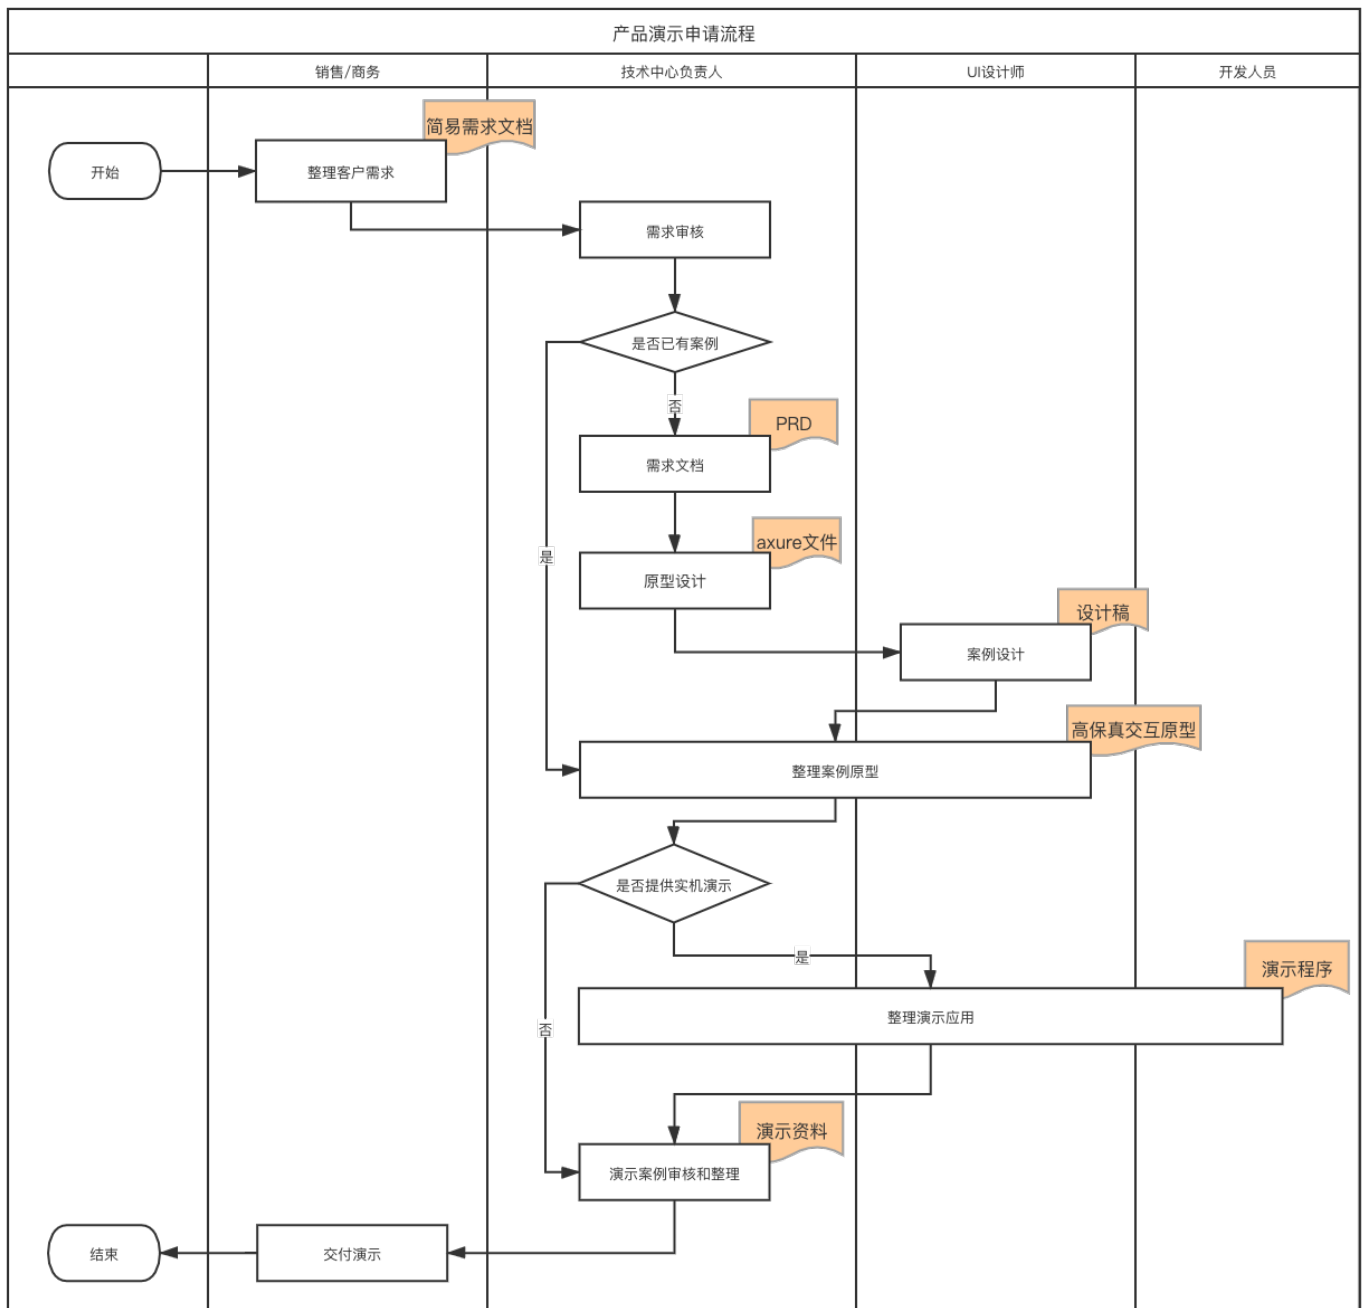 产品演示申请流程
销售/商务
技术中心负责人
UI设计师
开发人员
简易需求文档
开始
整理客户需求
需求审核
是否已有案例
否
PRD
需求文档
axure文件
是
原型设计
设计稿
案例设计
高保真交互原型
整理案例原型
是否提供实机演示
是
演示程序
整理演示应用
否
演示资料
演示案例审核和整理
结束
交付演示